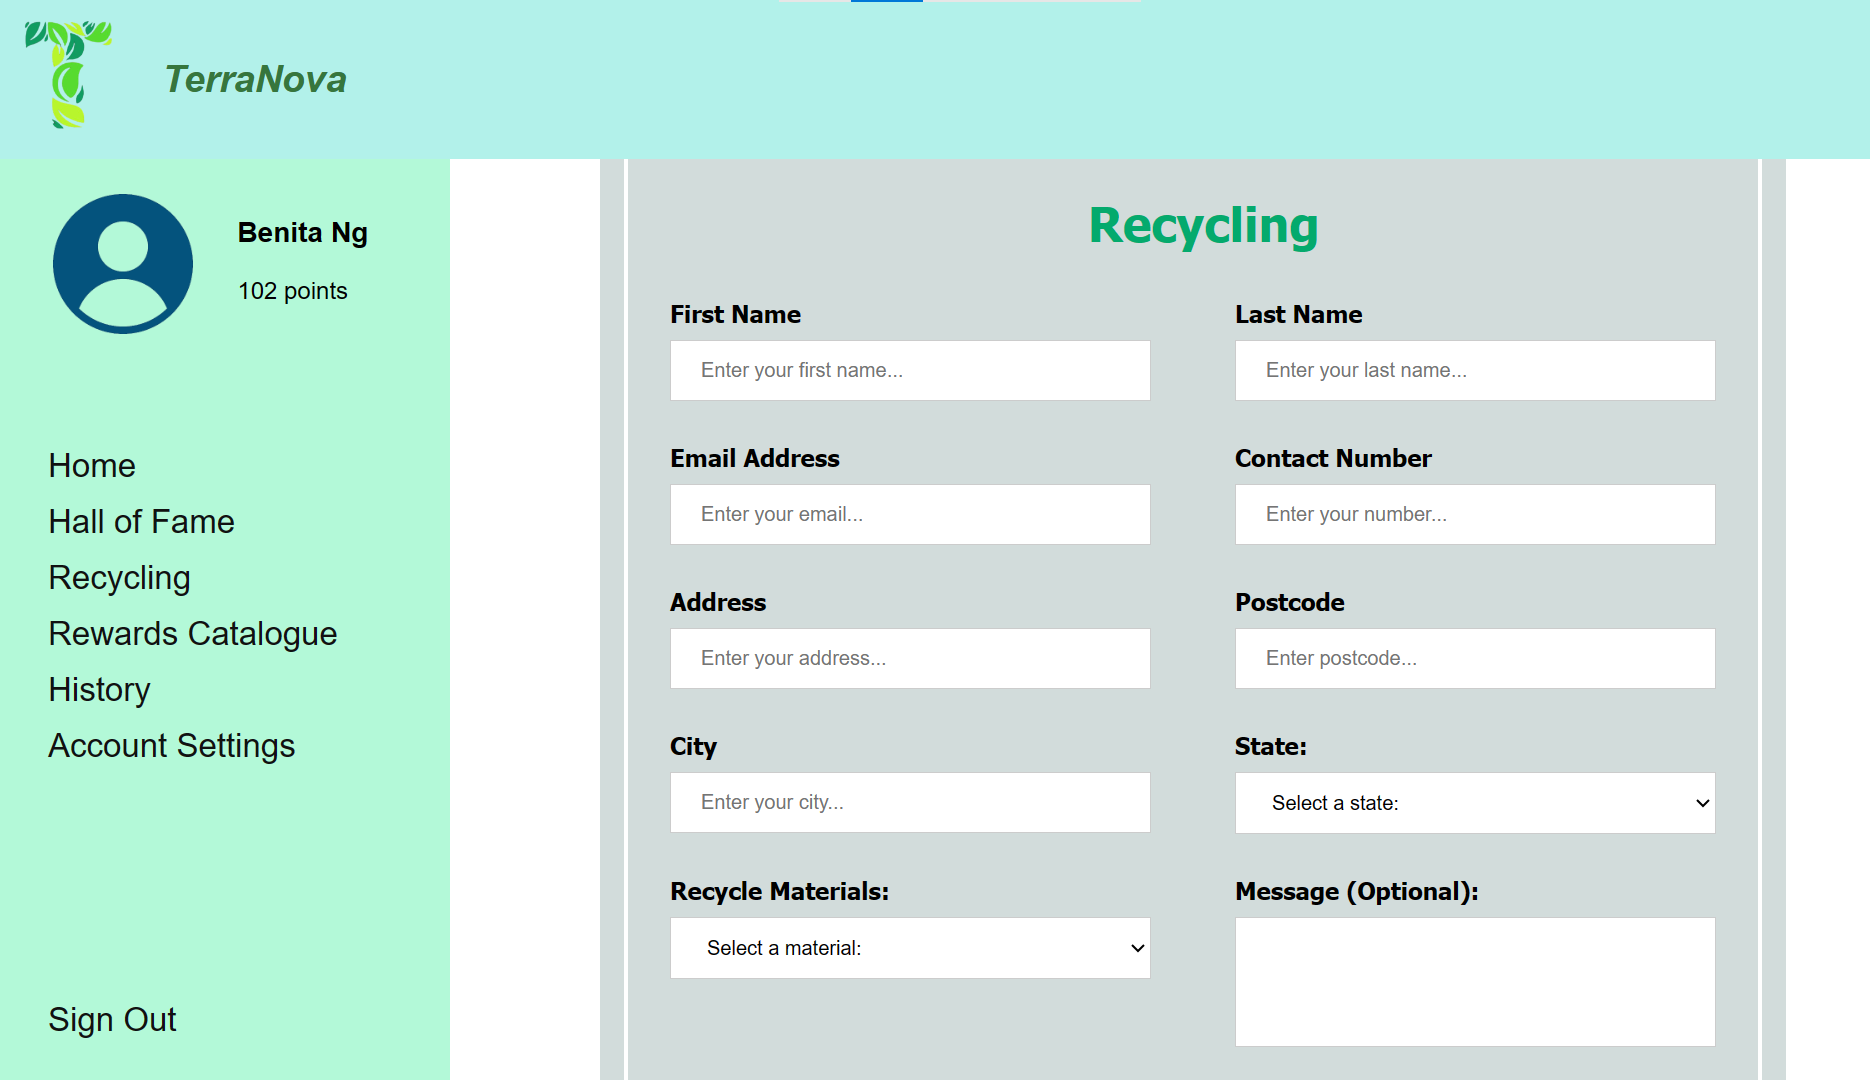 TerraNova
Benita Ng
102 points
Home
Hall of Fame
Recycling
Rewards Catalogue
History
Account Settings
Sign Out
Recycling
First Name
Enter your first name...
Last Name
Enter your last name...
Email Address
Enter your email...
Contact Number
Enter your number...
Address
Enter your address...
Postcode
Enter postcode...
City
Enter your city...
State:
Select a state:
Recycle Materials:
Select a material:
Message (Optional):